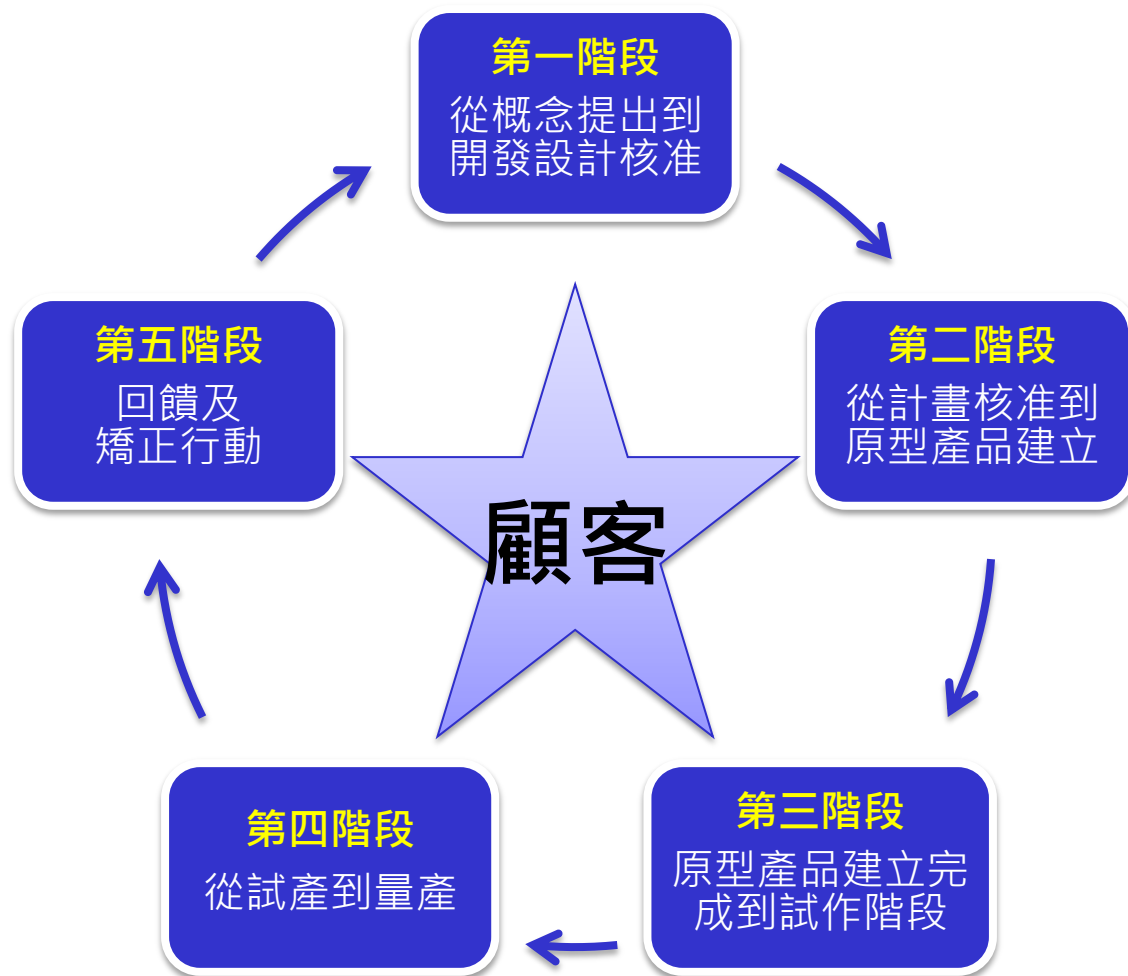 第一階段
從概念提出到
開發設計核准
第二階段
從計畫核准到
原型產品建立
第三階段
原型產品建立完
成到試作階段
第四階段
從試產到量產
第五階段
回饋及
矯正行動
顧客